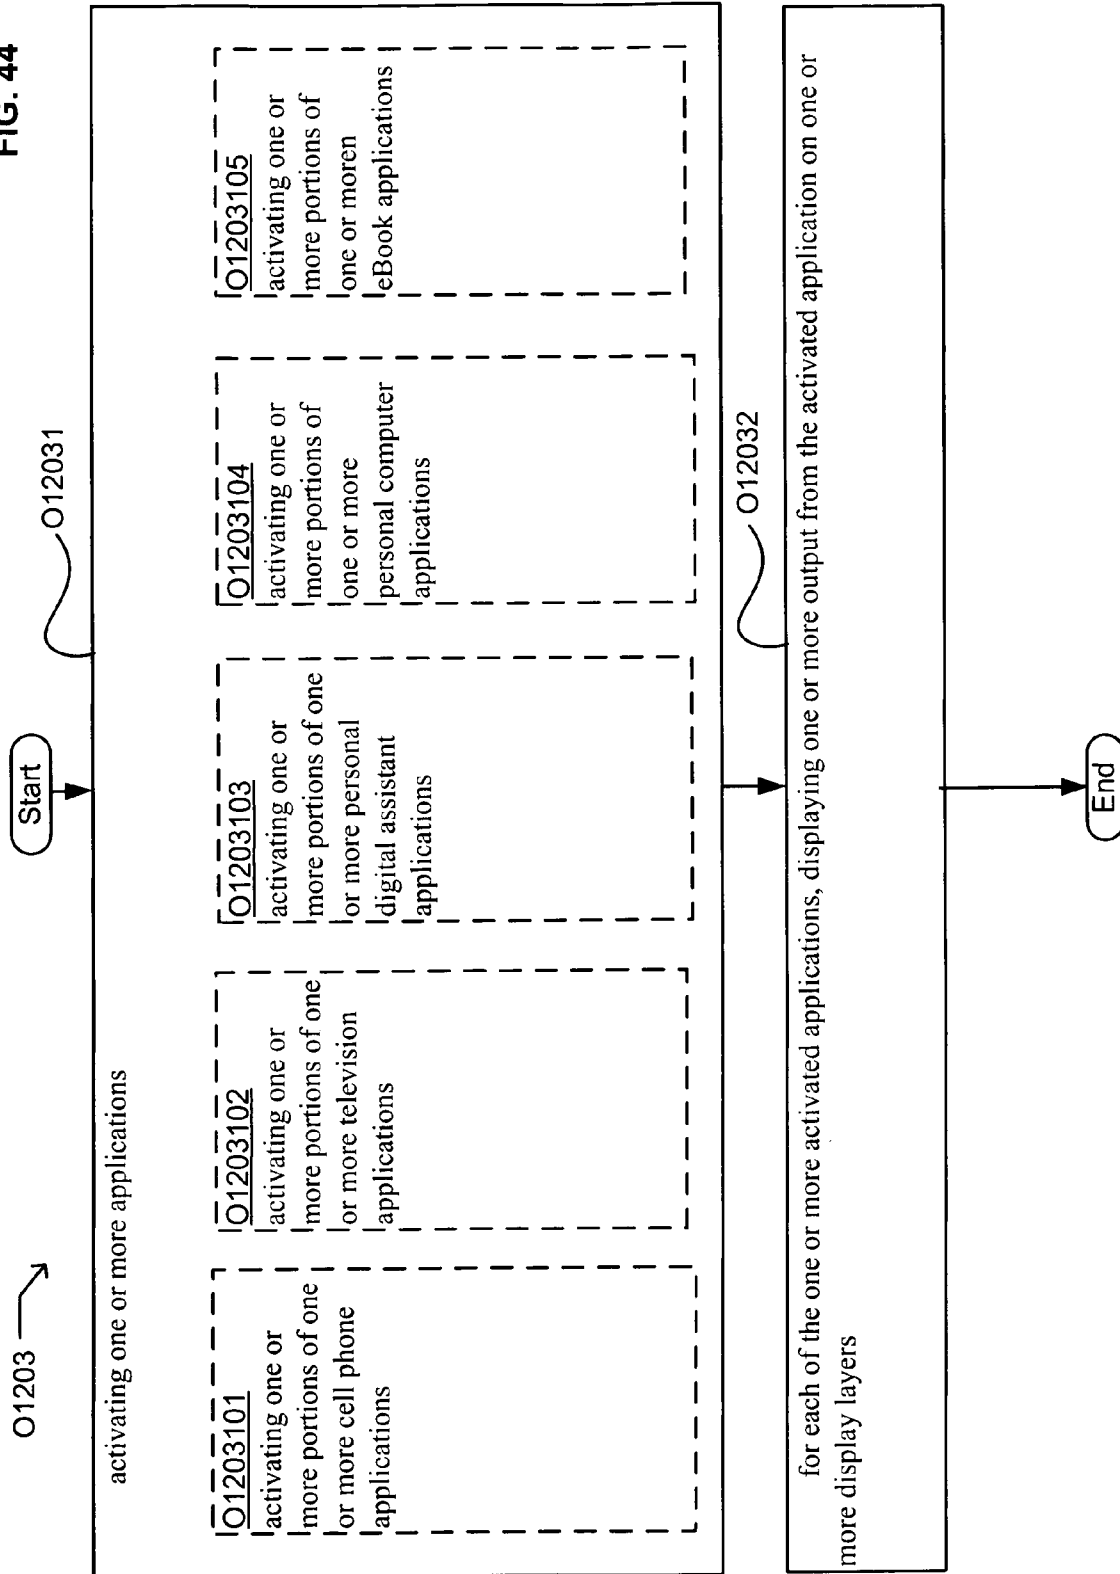 FIG. 44
O1203
Start
O12031
activating one or more applications
O1203101
activating one or
more portions of one
or more cell phone
applications
O1203102
activating one or
more portions of one
or more television
applications
O1203103
activating one or
more portions of one
or more personal
digital assistant
applications
O1203104
activating one or
more portions of
one or more
personal computer
applications
O1203105
activating one or
more portions of
one or moren
eBook applications
O12032
for each of the one or more activated applications, displaying one or more output from the activated application on one or
more display layers
End